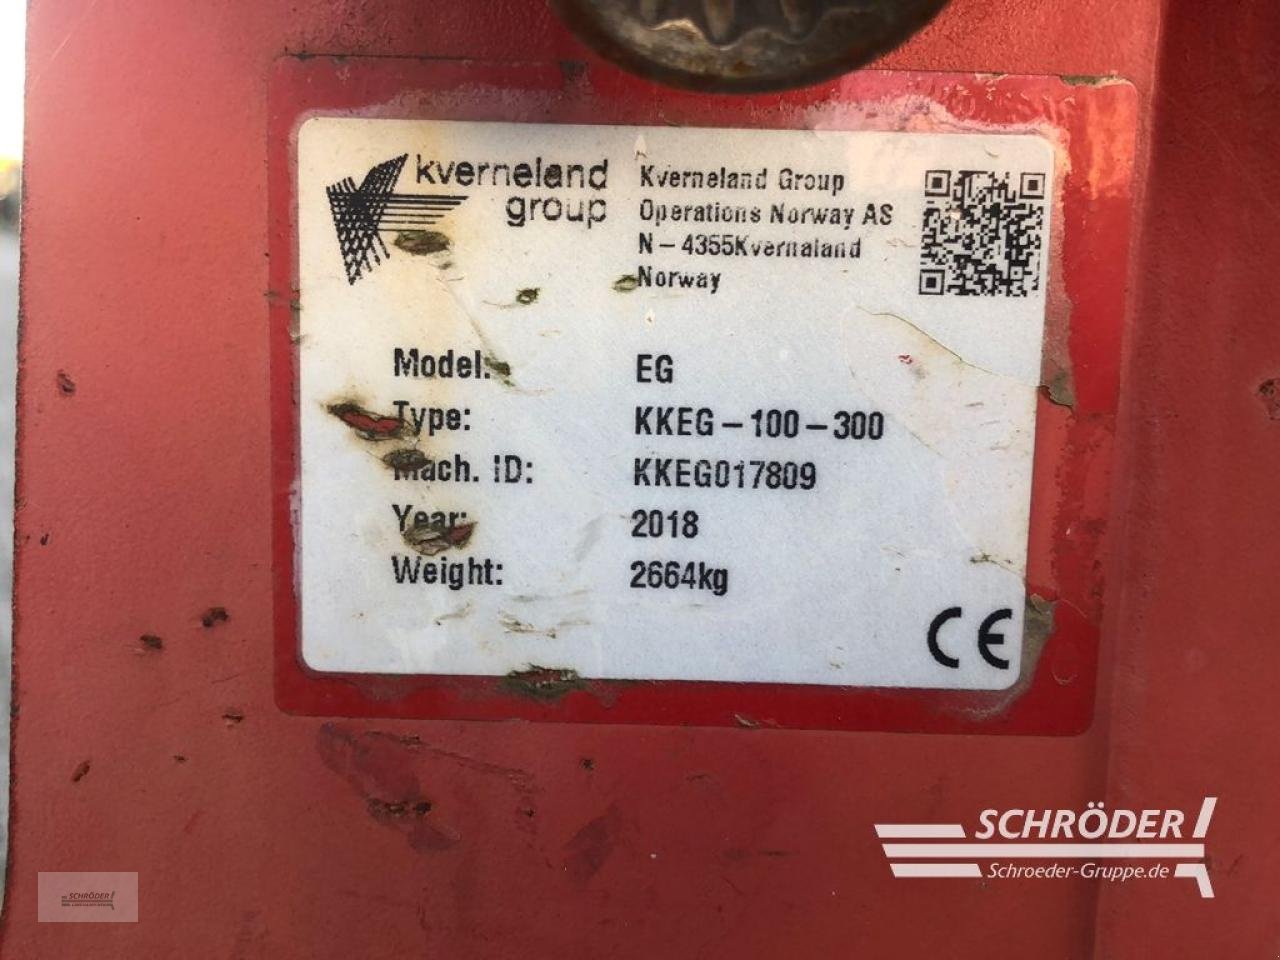 kverneland
group
Kverneland Group
Operations Norway AS
N-4355Kvernaland
Norway
Model: EG
Type: KKEG-100-300
Mach. ID: KKEG017809
Year: 2018
Weight: 2664kg
CE
SCHRÖDER
Schroeder-Gruppe.de
SCHRÖDER